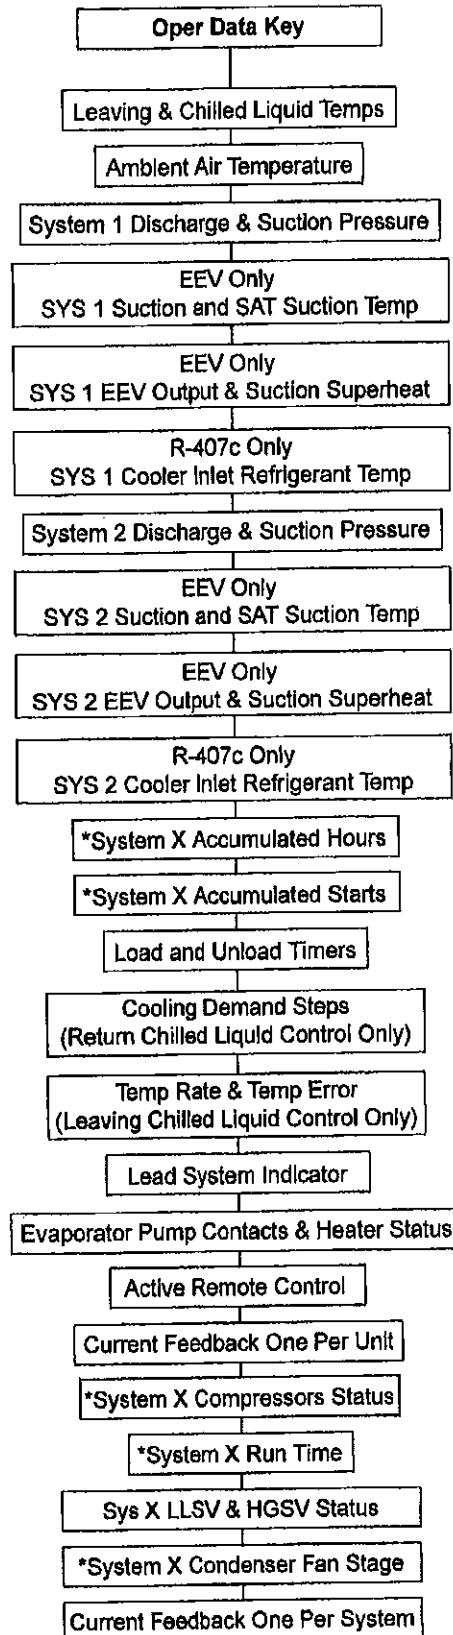 Oper Data Key
Leaving & Chilled Liquid Temps
Ambient Air Temperature
System 1 Discharge & Suction Pressure
EEV Only
SYS 1 Suction and SAT Suction Temp
EEV Only
SYS 1 EEV Output & Suction Superheat
R-407c Only
SYS 1 Cooler Inlet Refrigerant Temp
System 2 Discharge & Suction Pressure
EEV Only
SYS 2 Suction and SAT Suction Temp
EEV Only
SYS 2 EEV Output & Suction Superheat
R-407c Only
SYS 2 Cooler Inlet Refrigerant Temp
*System X Accumulated Hours
*System X Accumulated Starts
Load and Unload Timers
Cooling Demand Steps
(Return Chilled Liquid Control Only)
Temp Rate & Temp Error
(Leaving Chilled Liquid Control Only)
Lead System Indicator
Evaporator Pump Contacts & Heater Status
Active Remote Control
Current Feedback One Per Unit
*System X Compressors Status
*System X Run Time
Sys X LLSV & HGSV Status
*System X Condenser Fan Stage
Current Feedback One Per System